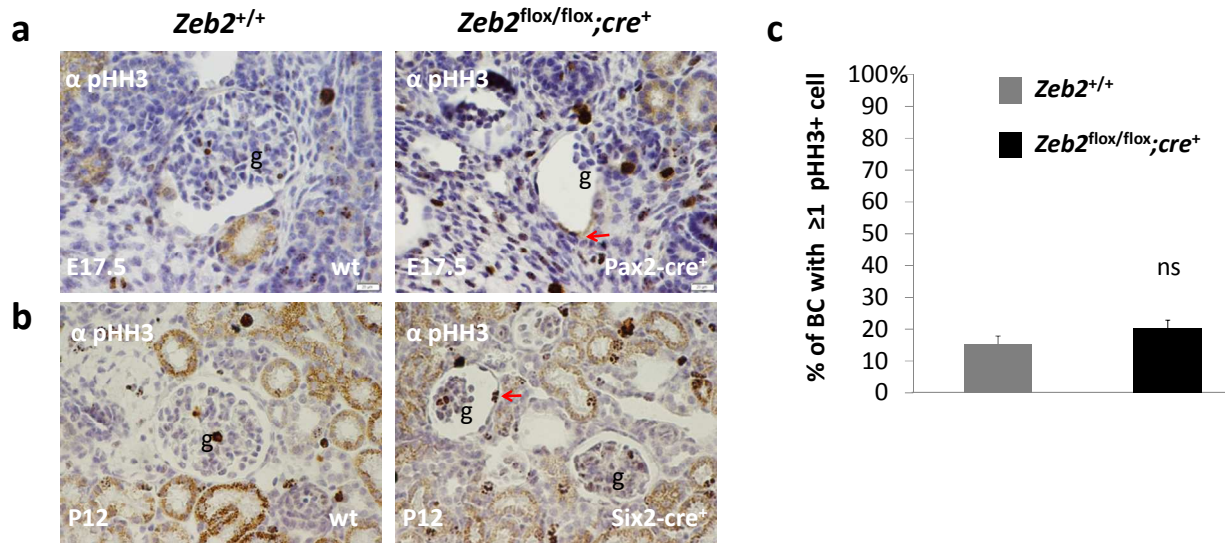 a
Zeb2+/+
Zeb2flox/flox;cre+
α pHH3
g
E17.5
wt
α pHH3
g
E17.5
Pax2-cre+
b
α pHH3
g
P12
wt
α pHH3
g
g
P12
Six2-cre+
c
% of BC with ≥1 pHH3+ cell
100%
90
80
70
60
50
40
30
20
10
0
Zeb2+/+
Zeb2flox/flox;cre+
ns